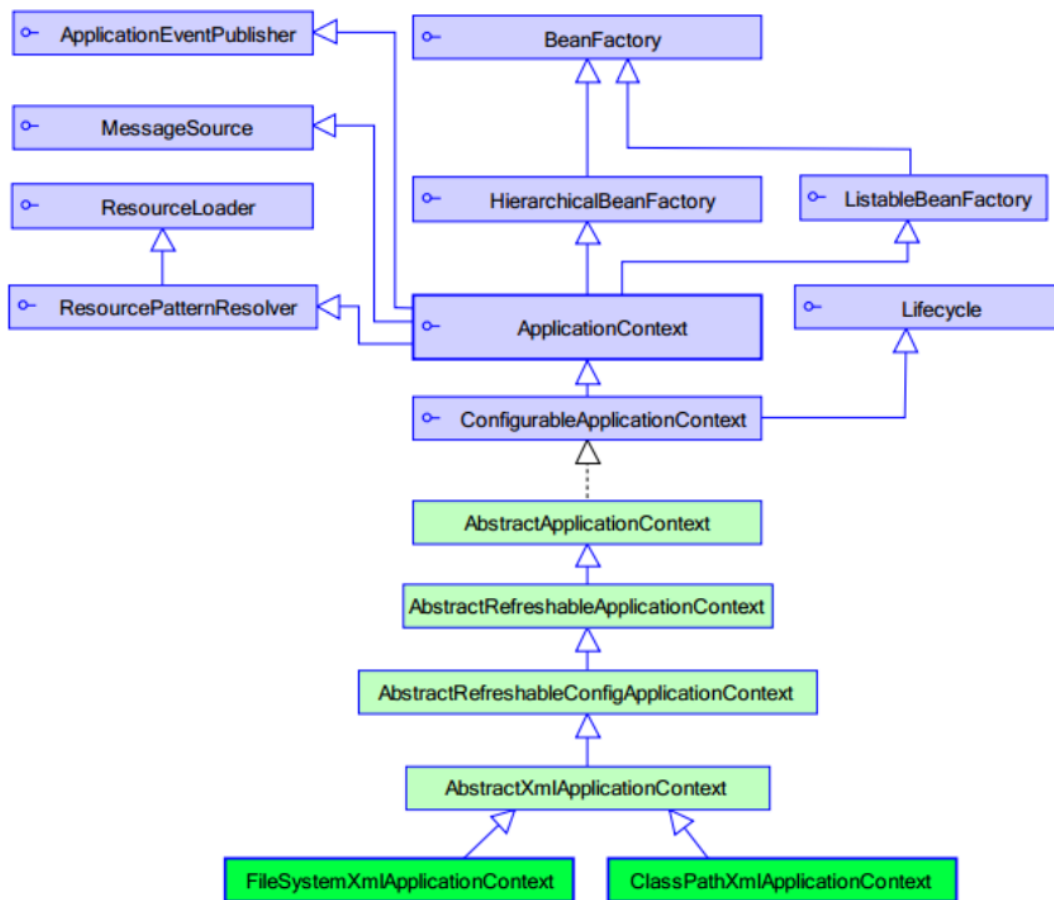 ApplicationEventPublisher
BeanFactory
MessageSource
ResourceLoader
HierarchicalBeanFactory
ListableBeanFactory
ResourcePatternResolver
ApplicationContext
Lifecycle
ConfigurableApplicationContext
AbstractApplicationContext
AbstractRefreshableApplicationContext
AbstractRefreshableConfigApplicationContext
AbstractXmlApplicationContext
FileSystemXmlApplicationContext
ClassPathXmlApplicationContext